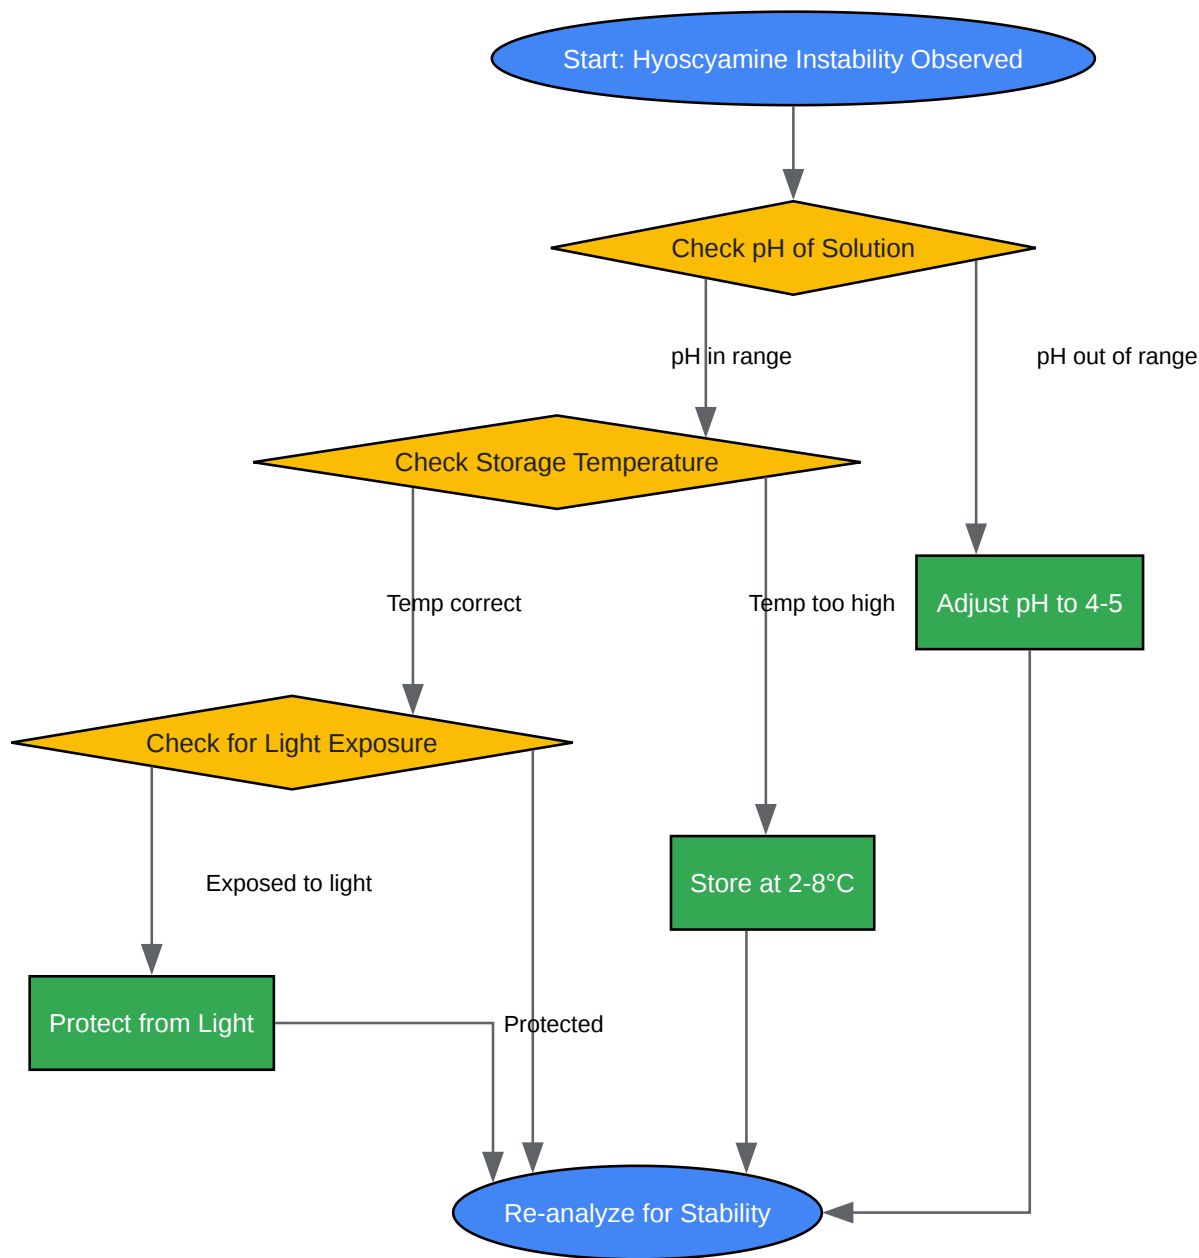 Start: Hyoscyamine Instability Observed
Check pH of Solution
pH in range
pH out of range
Check Storage Temperature
Temp correct
Temp too high
Adjust pH to 4-5
Check for Light Exposure
Exposed to light
Store at 2-8°C
Protect from Light
Protected
Re-analyze for Stability